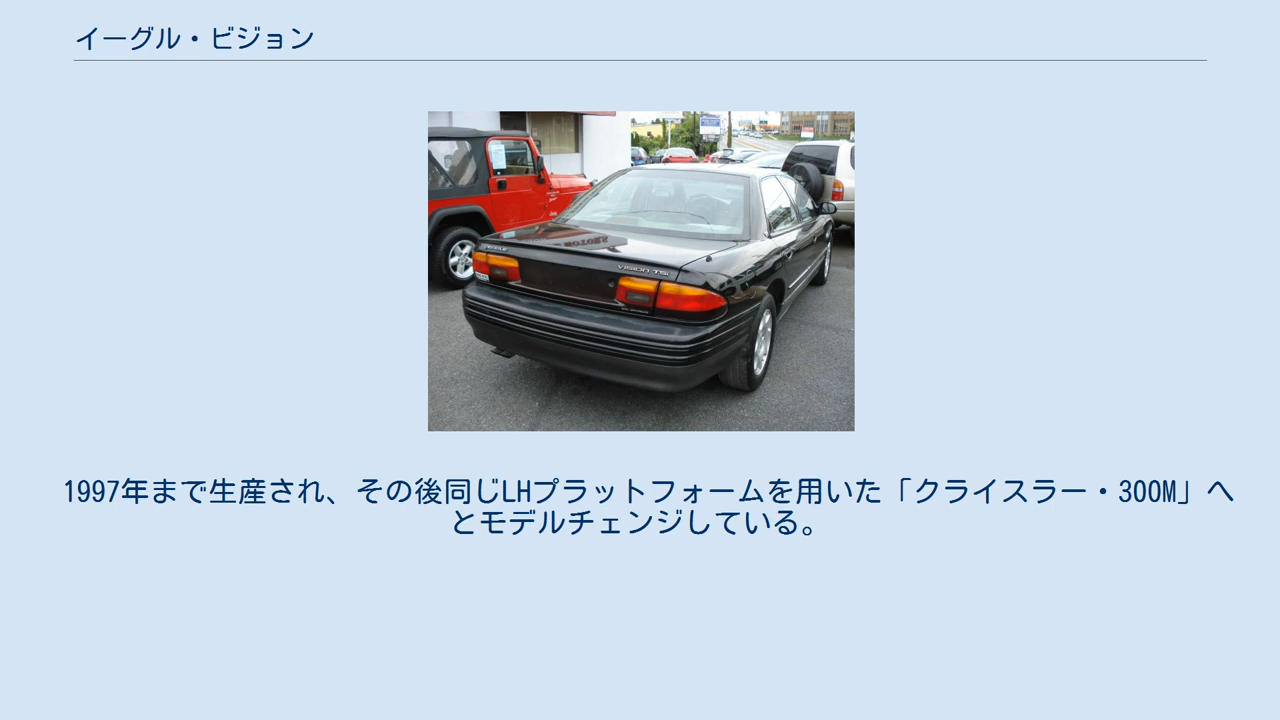 イーグル・ビジョン
EAGLE
VISION TSi
Jeep
1997年まで生産され、その後同じLHプラットフォームを用いた「クライスラー・300M」へ
とモデルチェンジしている。